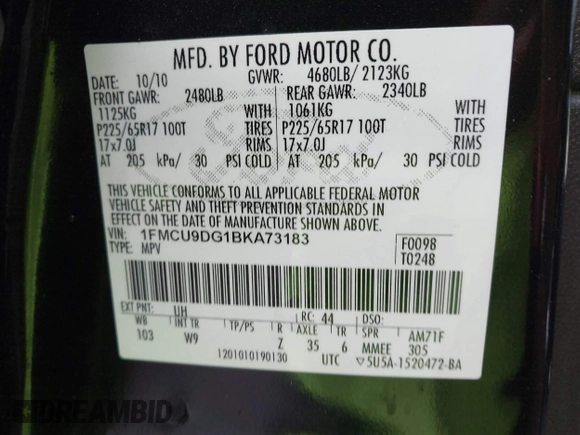 MFD. BY FORD MOTOR CO.
DATE: 10/10 GVWR: 4680LB/ 2123KG
FRONT GAWR: 2480LB REAR GAWR: 2340LB
1125KG WITH 1061KG WITH
P225/65R17 100T TIRES P225/65R17 100T TIRES
17x7.0J RIMS 17x7.0J RIMS
AT 205 kPa/ 30 PSI COLD AT 205 kPa/ 30 PSI COLD
THIS VEHICLE CONFORMS TO ALL APPLICABLE FEDERAL MOTOR
VEHICLE SAFETY AND BUMPER STANDARDS AND THEFT PREVENTION STANDARDS IN
EFFECT ON THE DATE OF MANUFACTURE SHOWN ABOVE.
VIN: 1FMCU9DG1BKA73183 F0098
TYPE: MPV T0248
EXT PNT: UH RC: 44 DSO:
WB INT TR TP/PS R AXLE TR SPR AM71F
103 W9 Z 35 6 MMEE 305
1201010190130 UTC ▽5U5A-1520472-BA
Ford
DREAMBID